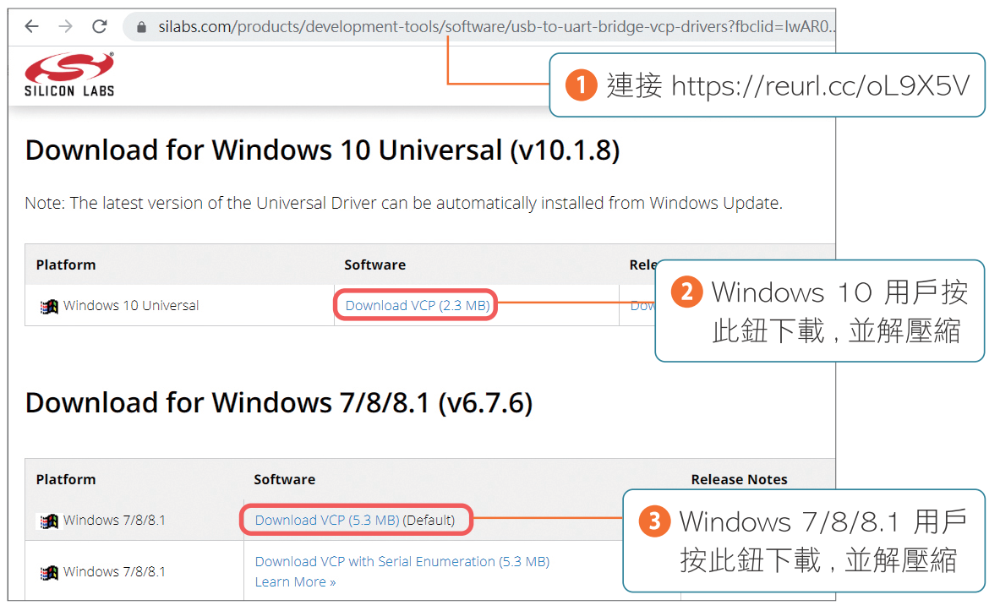 silabs.com/products/development-tools/software/usb-to-uart-bridge-vcp-drivers?fbclid=IwAR0..
SILICON LABS
1 連接 https://reurl.cc/oL9X5V
Download for Windows 10 Universal (v10.1.8)
Note: The latest version of the Universal Driver can be automatically installed from Windows Update.
Platform Software
Windows 10 Universal Download VCP (2.3 MB)
2 Windows 10 用戶按
此鈕下載，並解壓縮
Download for Windows 7/8/8.1 (v6.7.6)
Platform Software Release Notes
Windows 7/8/8.1 Download VCP (5.3 MB) (Default)
3 Windows 7/8/8.1 用戶
按此鈕下載，並解壓縮
Windows 7/8/8.1 Download VCP with Serial Enumeration (5.3 MB)
Learn More »